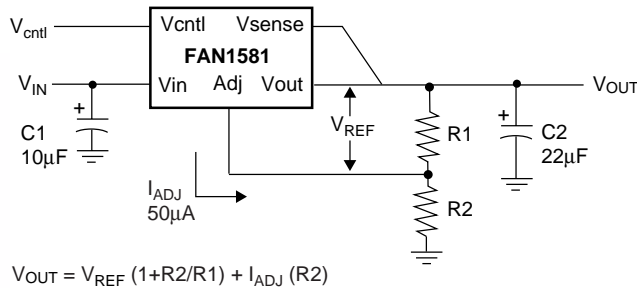 Vcntl
Vcntl Vsense
FAN1581
VIN
Vin Adj Vout
VOUT
+
C1
10μF
VREF
R1
+
C2
22μF
IADJ
50μA
R2
VOUT = VREF (1+R2/R1) + IADJ (R2)